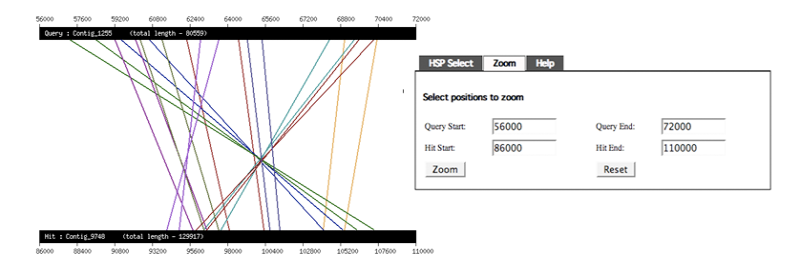 56000 57600 59200 60800 62400 64000 65600 67200 68800 70400 72000
Query : Contig_1255 (total length - 80559)
HSP Select Zoom Help
Select positions to zoom
Query Start: 56000 Query End: 72000
Hit Start: 86000 Hit End: 110000
Zoom Reset
Hit : Contig_9748 (total length - 129917)
86000 88400 90800 93200 95600 98000 100400 102800 105200 107600 110000